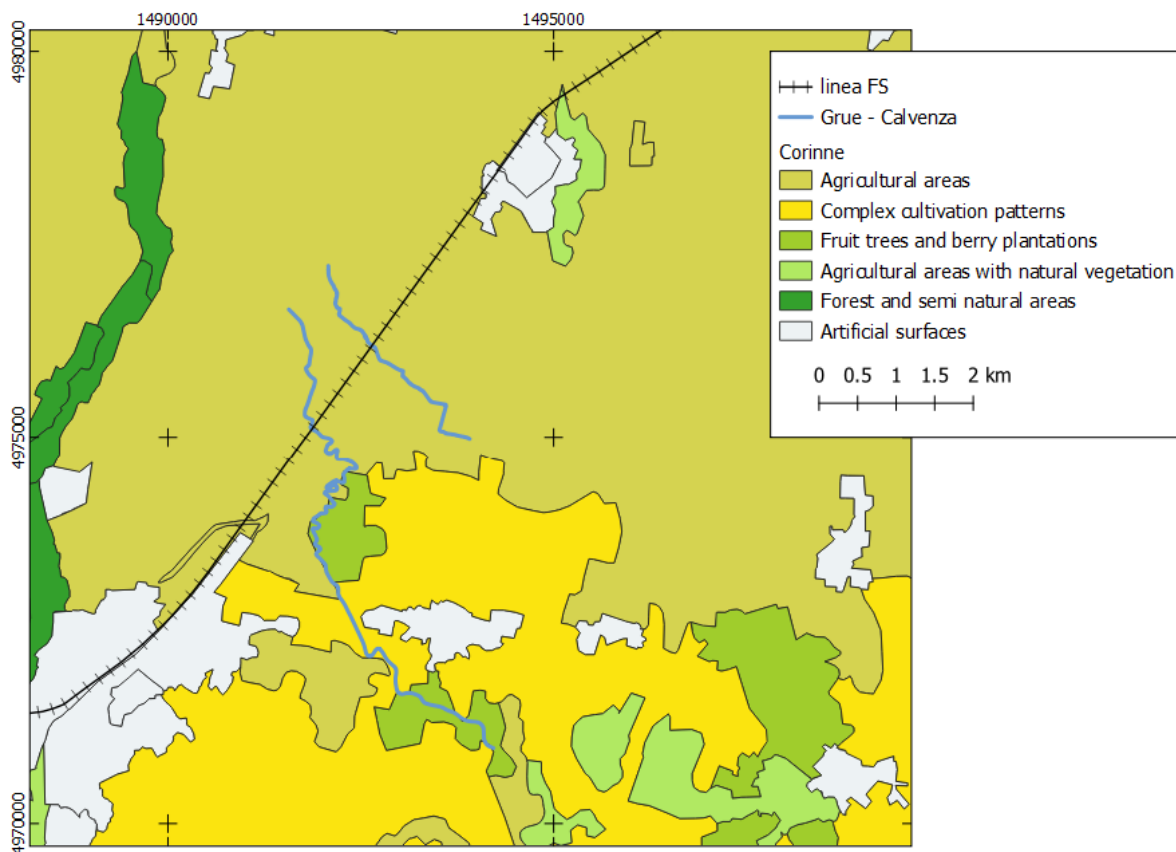 1490000
1495000
4980000
4975000
4970000
linea FS
Grue - Calvenza
Corinne
Agricultural areas
Complex cultivation patterns
Fruit trees and berry plantations
Agricultural areas with natural vegetation
Forest and semi natural areas
Artificial surfaces
0 0.5 1 1.5 2 km